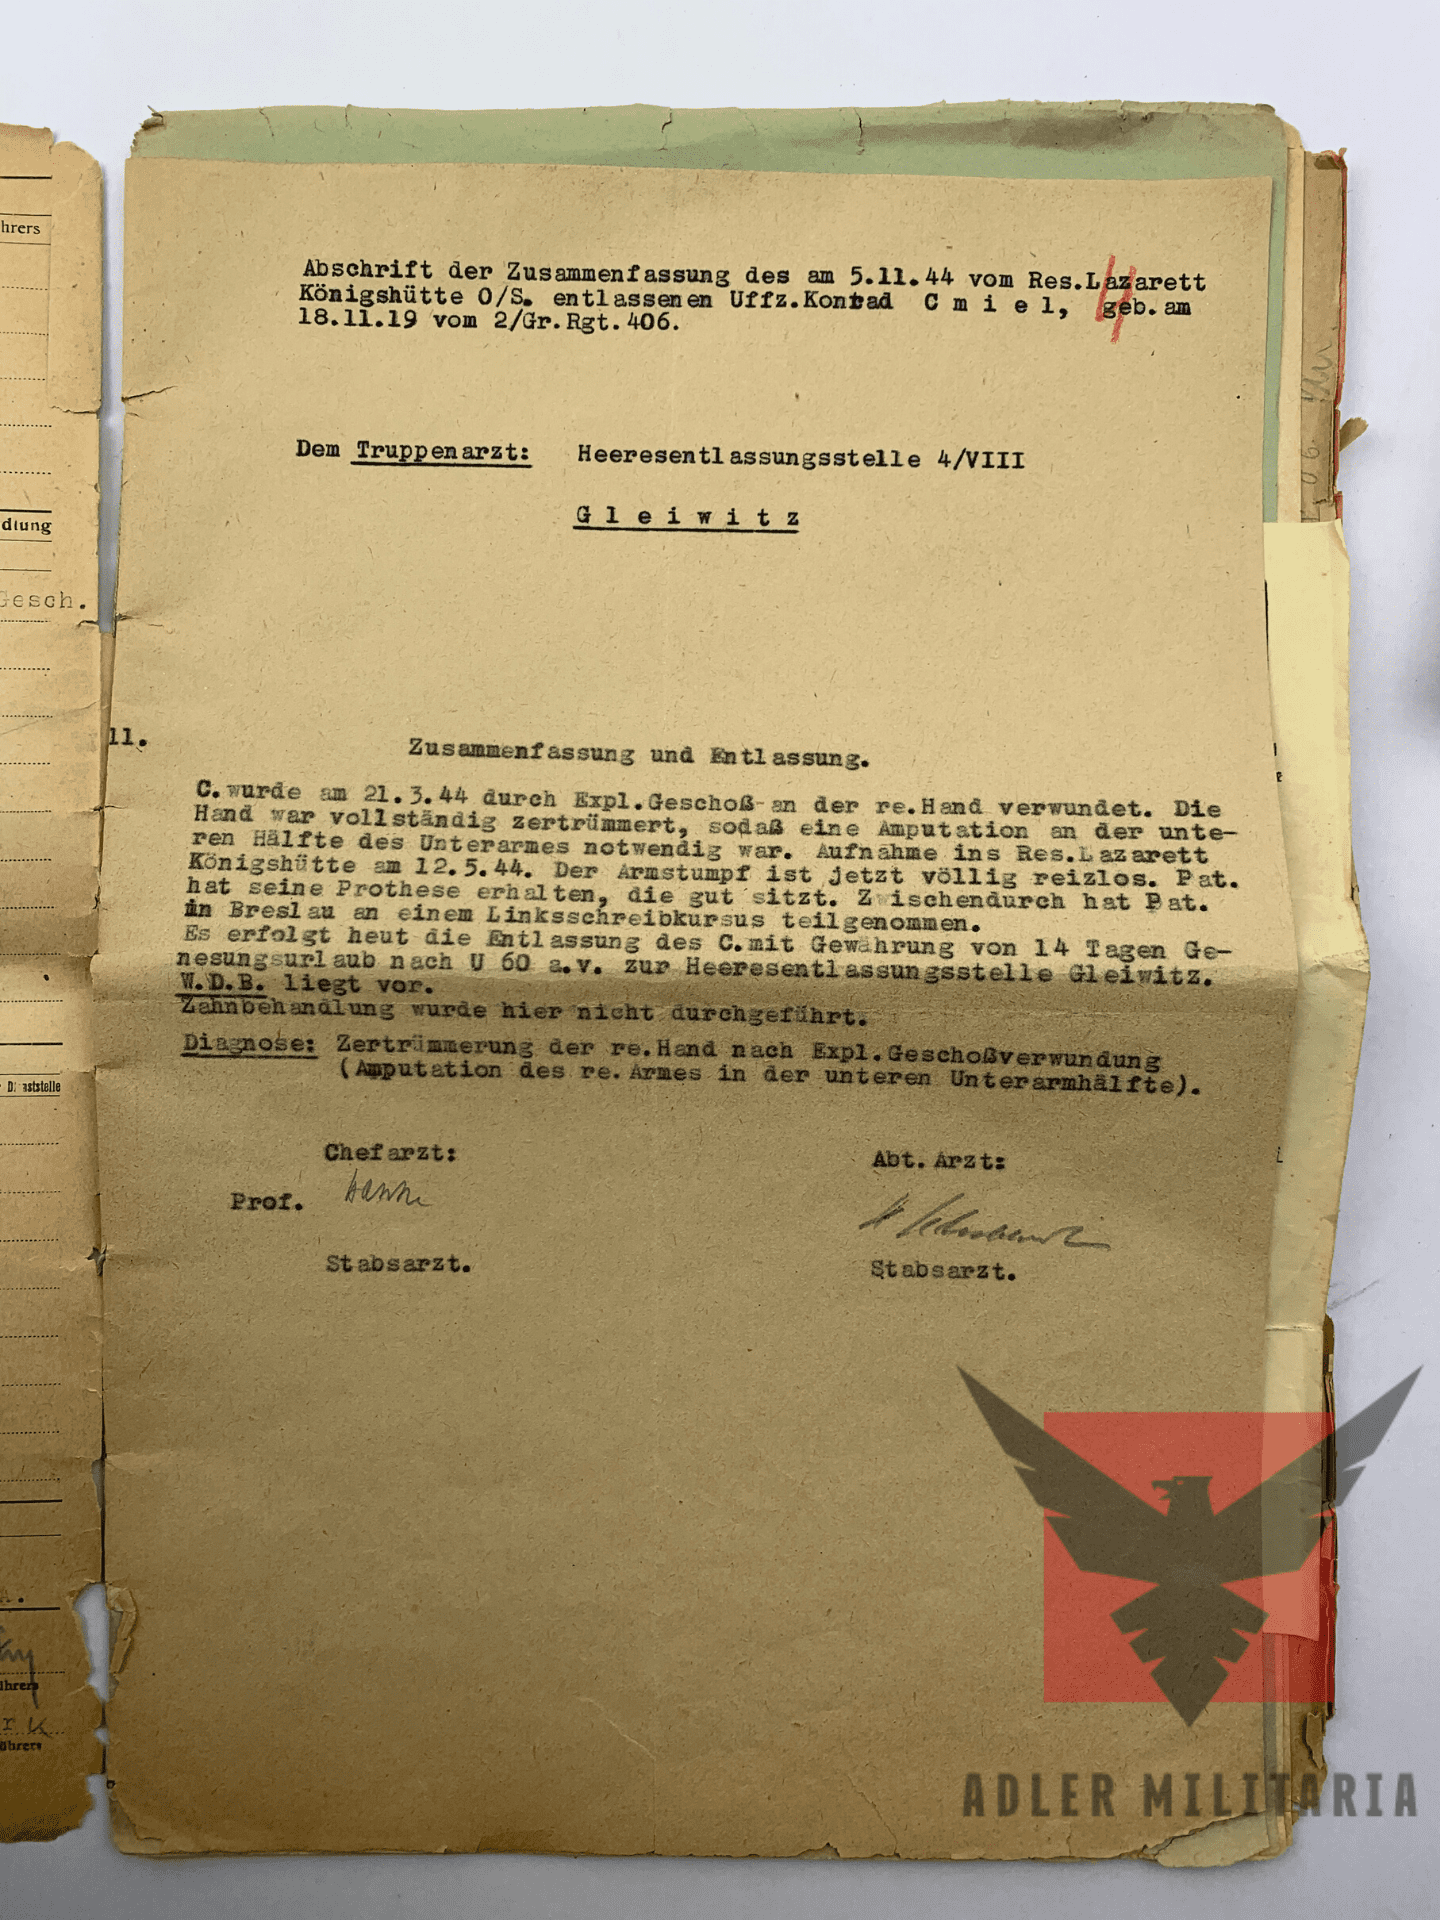 hrers
dlung
Gesch.
Abschrift der Zusammenfassung des am 5.11.44 vom Res.Lazarett
Königshütte O/S. entlassenen Uffz.Konrad C m i e l, geb.am
18.11.19 vom 2/Gr.Rgt.406.
Dem Truppenarzt: Heeresentlassungsstelle 4/VIII
G l e i w i t z
11.
Zusammenfassung und Entlassung.
C.wurde am 21.3.44 durch Expl.Geschoß an der re.Hand verwundet. Die
Hand war vollständig zertrümmert, sodaß eine Amputation an der unte-
ren Hälfte des Unterarmes notwendig war. Aufnahme ins Res.Lazarett
Königshütte am 12.5.44. Der Armstumpf ist jetzt völlig reizlos. Pat.
hat seine Prothese erhalten, die gut sitzt. Zwischendurch hat Pat.
in Breslau an einem Linksschreibkursus teilgenommen.
Es erfolgt heut die Entlassung des C.mit Gewährung von 14 Tagen Ge-
nesungsurlaub nach U 60 a.v. zur Heeresentlassungsstelle Gleiwitz.
W.D.B. liegt vor.
Zahnbehandlung wurde hier nicht durchgeführt.
Diagnose: Zertrümmerung der re.Hand nach Expl.Geschoßverwundung
(Amputation des re.Armes in der unteren Unterarmhälfte).
Chefarzt:
Abt.Arzt:
Prof.
Stabsarzt.
Stabsarzt.
ührers
ADLER MILITARIA